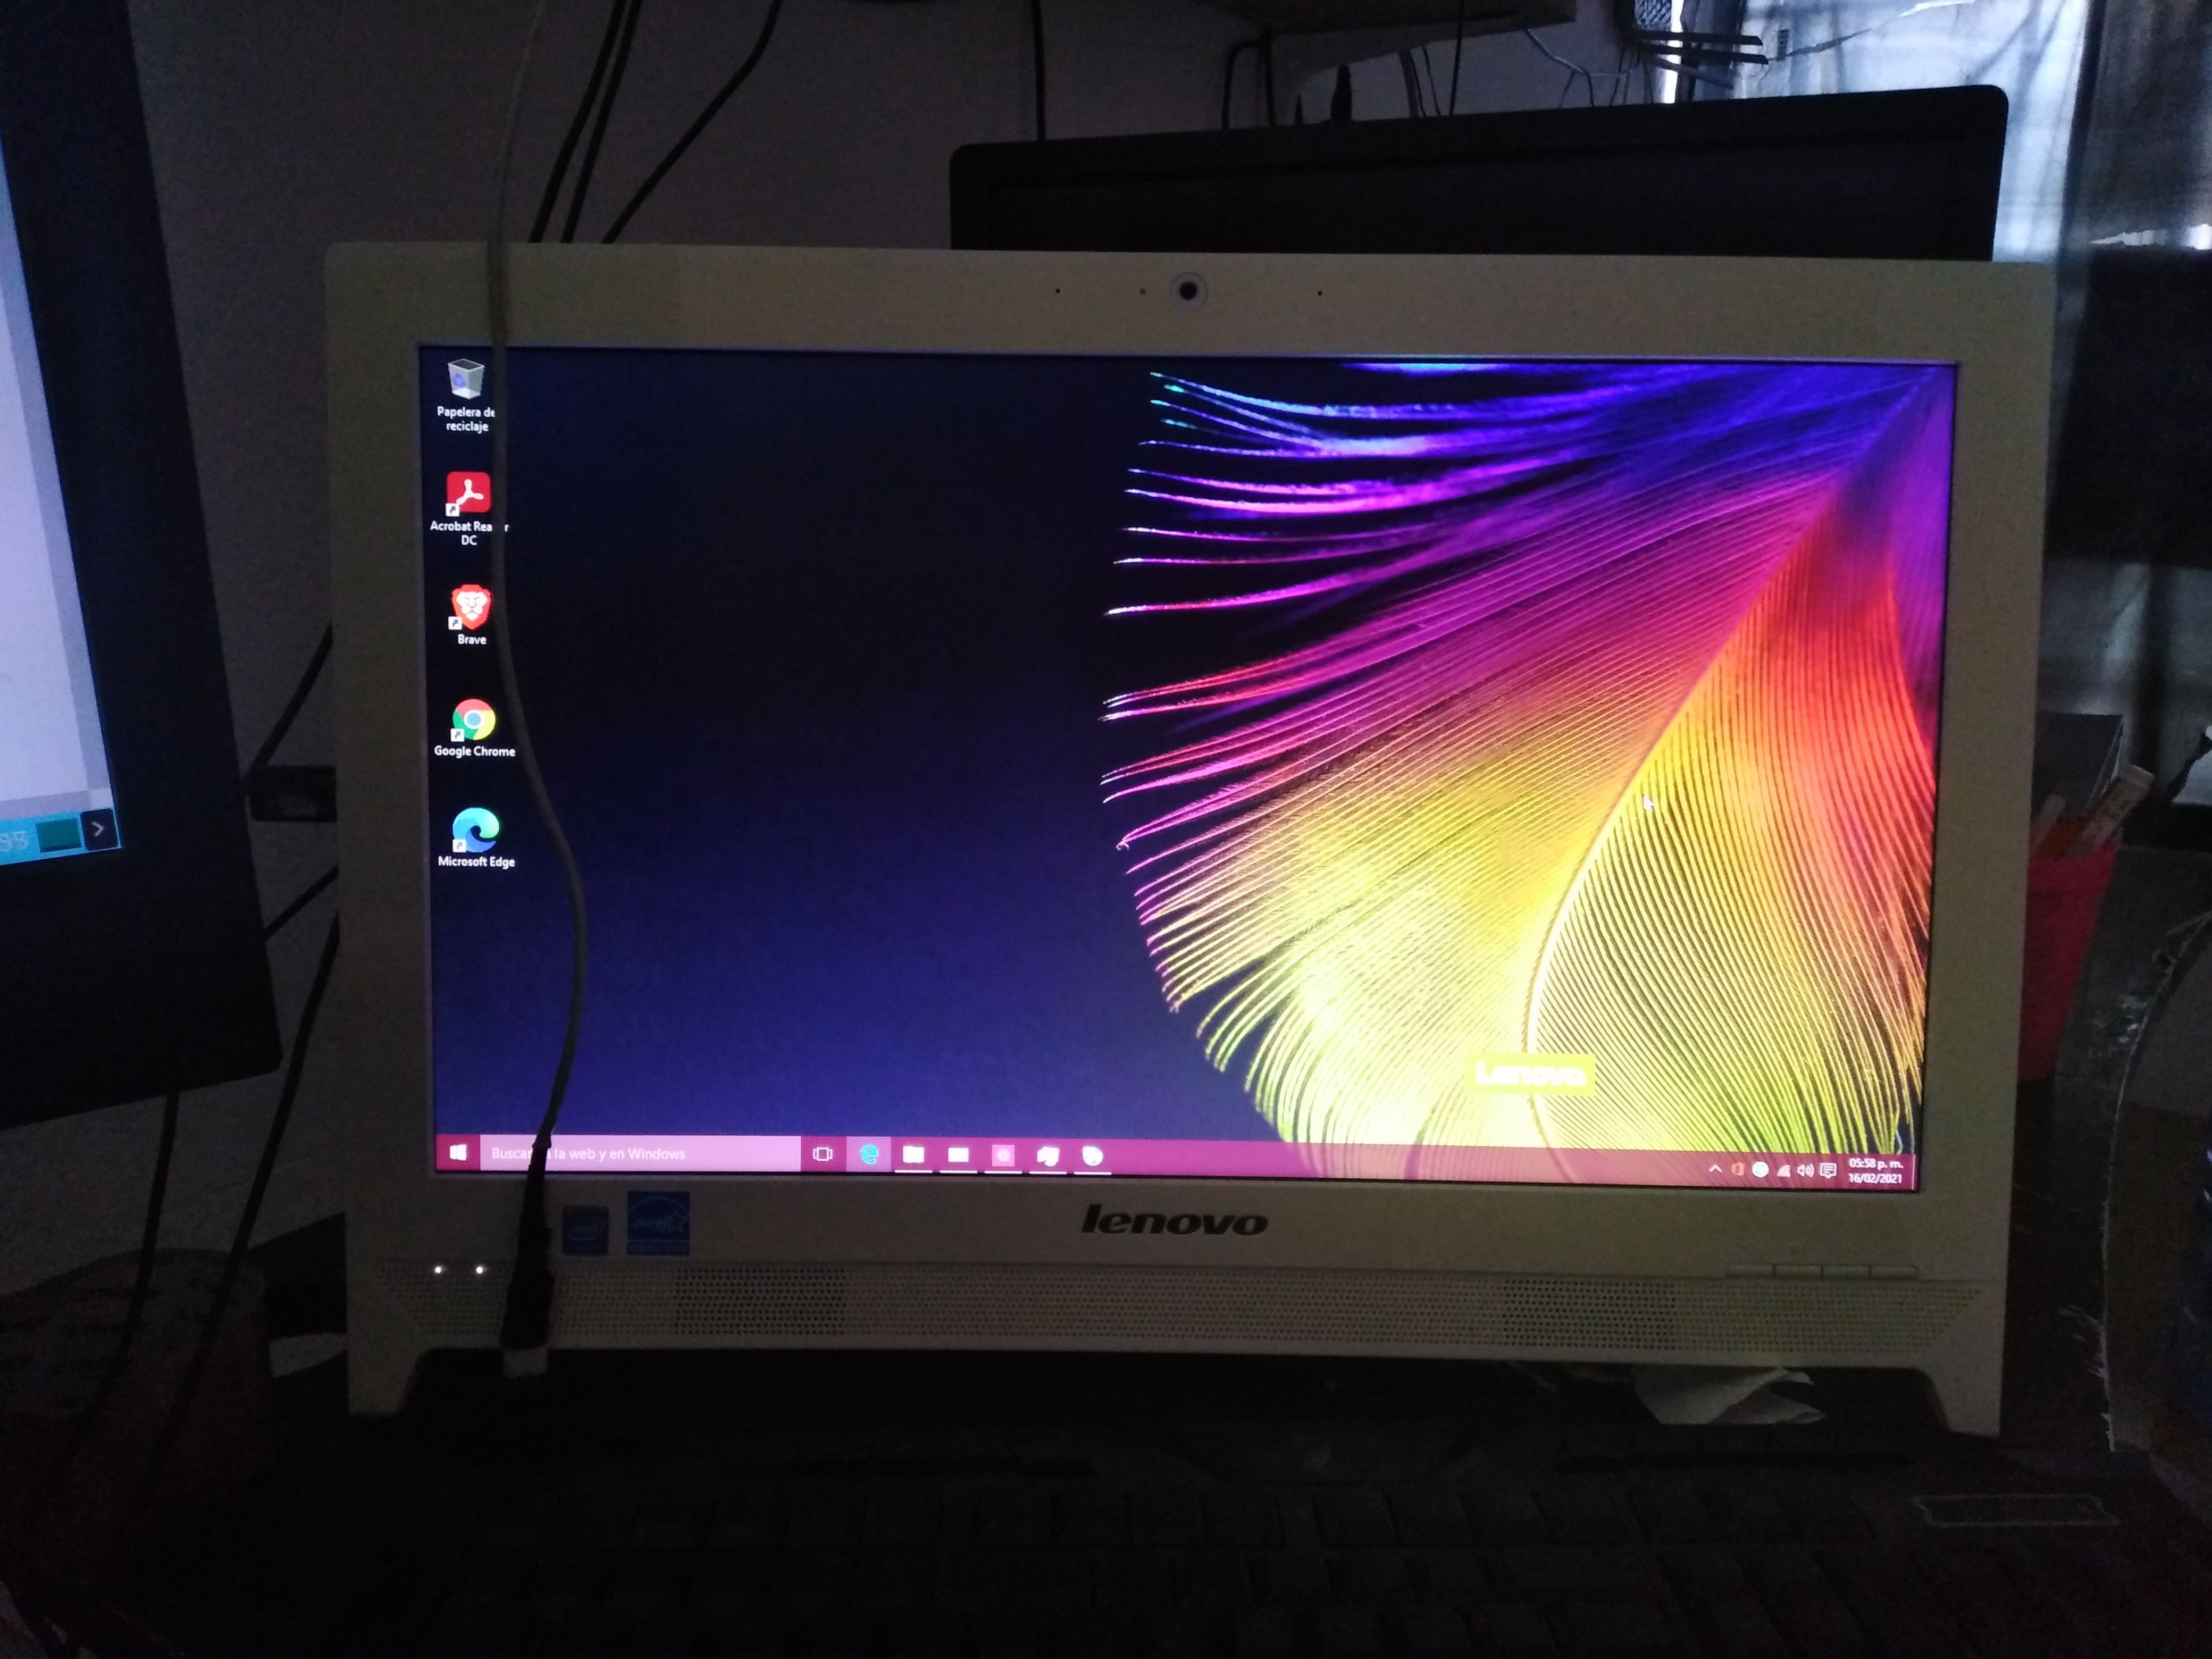 Papelera de
reciclaje
Acrobat Rea r
DC
Brave
Google Chrome
Microsoft Edge
Lenovo
Buscar la web y en Windows
05:58 p. m.
16/02/2021
lenovo